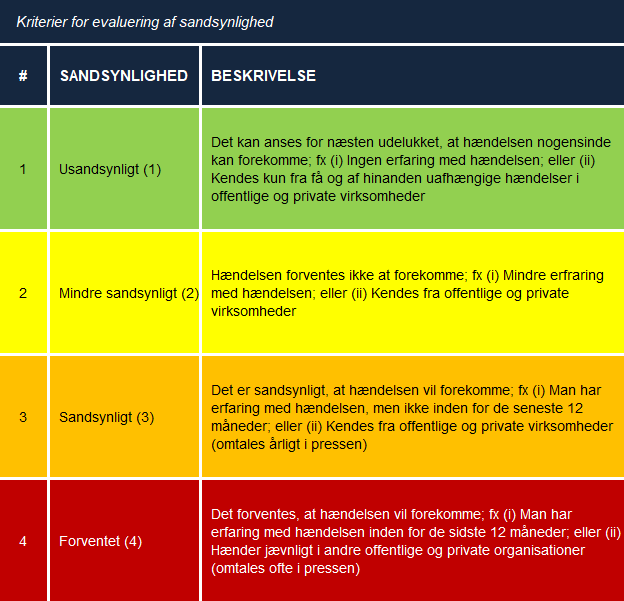 Kriterier for evaluering af sandsynlighed
# SANDSYNLIGHED BESKRIVELSE
1 Usandsynligt (1)
Det kan anses for næsten udelukket, at hændelsen nogensinde
kan forekomme; fx (i) Ingen erfaring med hændelsen; eller (ii)
Kendes kun fra få og af hinanden uafhængige hændelser i
offentlige og private virksomheder
2 Mindre sandsynligt (2)
Hændelsen forventes ikke at forekomme; fx (i) Mindre erfraring
med hændelsen; eller (ii) Kendes fra offentlige og private
virksomheder
3 Sandsynligt (3)
Det er sandsynligt, at hændelsen vil forekomme; fx (i) Man har
erfaring med hændelsen, men ikke inden for de seneste 12
måneder; eller (ii) Kendes fra offentlige og private virksomheder
(omtales årligt i pressen)
4 Forventet (4)
Det forventes, at hændelsen vil forekomme; fx (i) Man har
erfaring med hændelsen inden for de sidste 12 måneder; eller (ii)
Hænder jævnligt i andre offentlige og private organisationer
(omtales ofte i pressen)